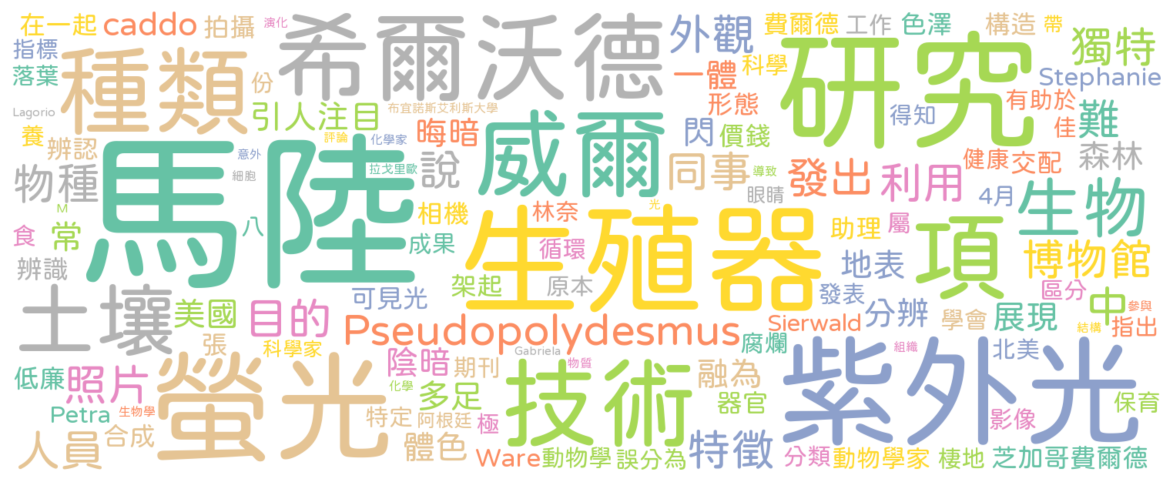 在一起 caddo 拍攝 演化 希爾沃德 外觀 費爾德 工作 色澤 構造 帶
指標 種類 研究 獨特
落葉 份 一體 科學 Stephanie
Lagorio 引人注目 布宜諾斯艾利斯大學 威爾 形態 得知 有助於 佳 難
養 辨認 馬陸 意外 評論 化學家 晦暗 閃 價錢
物種 細胞 拉戈里歐 說 同事 導致 發出 利用 健康 交配 森林
M 相機 林奈 光 眼睛 屬 4月 生物
食 常 八 成果 循環 生殖器 助理 項 博物館
辨識 架起 原本 地表 區分
土壤 美國 目的 可見光 發表 分辨 學會 展現 中 參與
張 科學家 Pseudopolydesmus Sierwald 指出
螢光 陰暗 期刊 Gabriela 物質 腐爛 紫外光 組織 北美 結構
低廉 照片 多足 技術 融為
Petra 生物學 化學 特定 阿根廷 極 器官 影像 保育
人員 合成 體色 Ware 動物學 誤分為 特徵 分類 動物學家 棲地 芝加哥費爾德